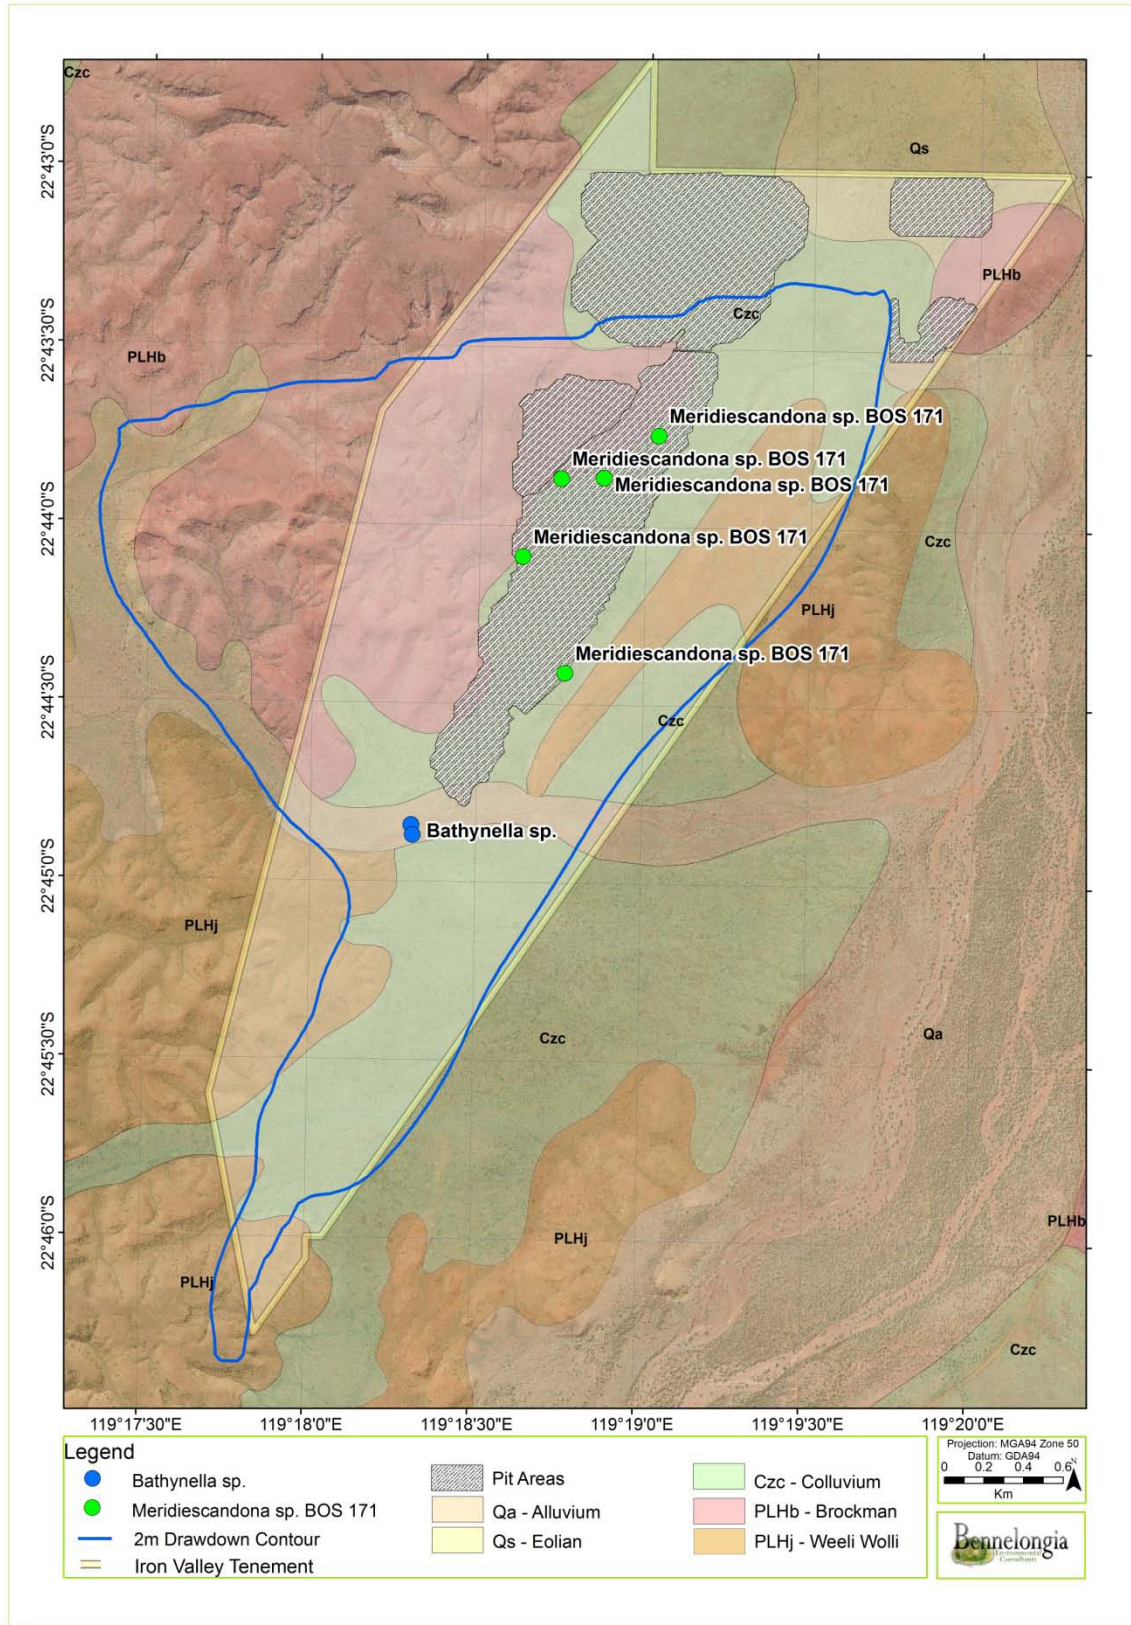 Czc
22°43'0"S
Qs
PLHb
Czc
22°43'30"S
PLHb
Meridiescandona sp. BOS 171
Meridiescandona sp. BOS 171
Meridiescandona sp. BOS 171
22°44'0"S
Meridiescandona sp. BOS 171
Czc
PLHj
Meridiescandona sp. BOS 171
22°44'30"S
Czc
Bathynella sp.
22°45'0"S
PLHj
22°45'30"S
Czc
Qa
22°46'0"S
PLHb
PLHj
PLHj
Czc
119°17'30"E 119°18'0"E 119°18'30"E 119°19'0"E 119°19'30"E 119°20'0"E
Legend
Bathynella sp.
Meridiescandona sp. BOS 171
2m Drawdown Contour
Iron Valley Tenement
Pit Areas
Qa - Alluvium
Qs - Eolian
Czc - Colluvium
PLHb - Brockman
PLHj - Weeli Wolli
Projection: MGA94 Zone 50
Datum: GDA94
0 0.2 0.4 0.6
N
Km
Bennelongia
Environmental
Consultants